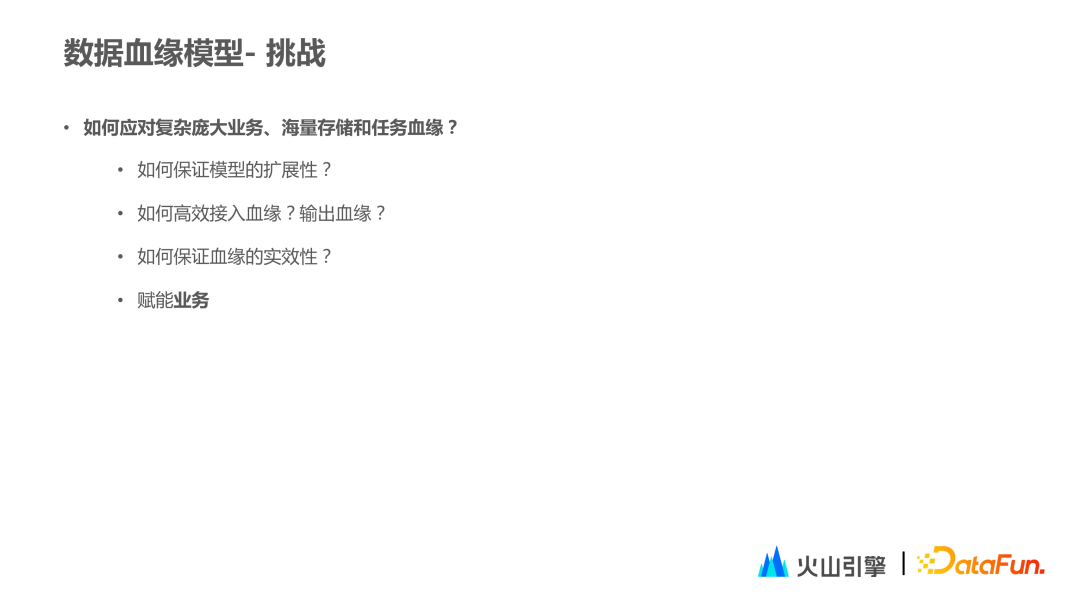 数据血缘模型- 挑战
• 如何应对复杂庞大业务、海量存储和任务血缘？
• 如何保证模型的扩展性？
• 如何高效接入血缘？输出血缘？
• 如何保证血缘的实效性？
• 赋能业务
火山引擎 | DataFun.